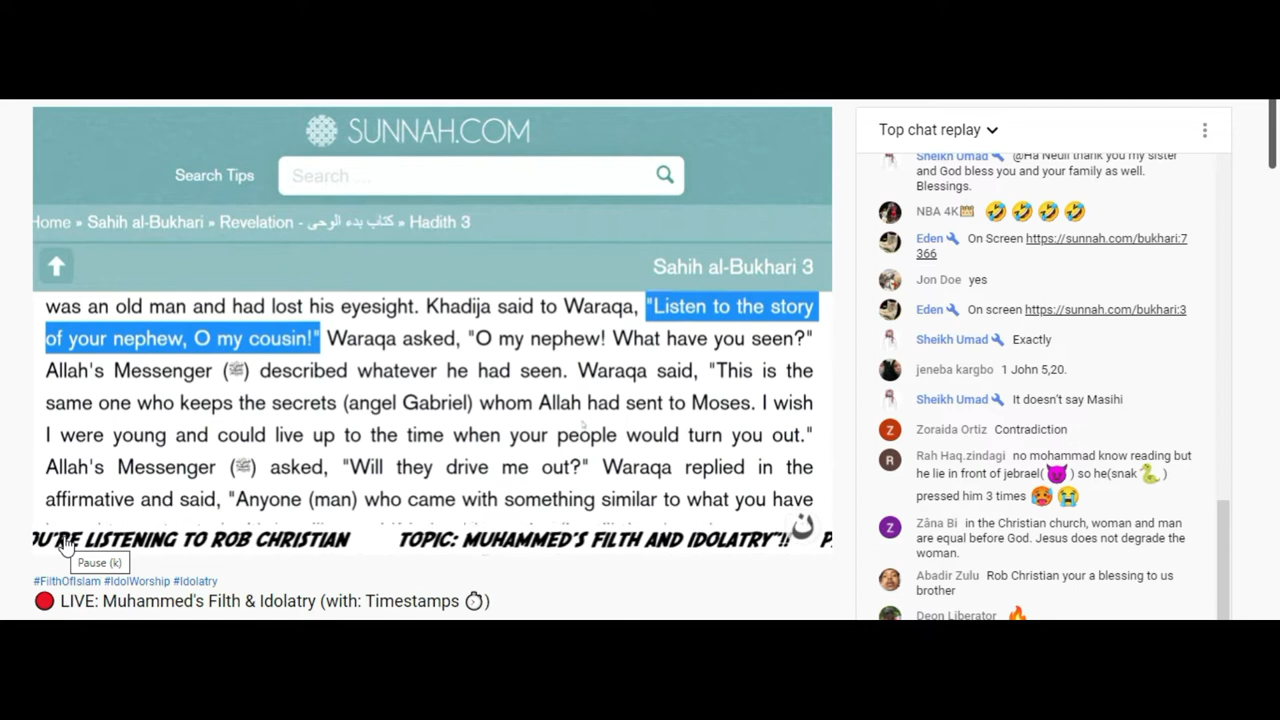 SUNNAH.COM
Search Tips
Search ...
Home » Sahih al-Bukhari » Revelation - كتاب بدء الوحى » Hadith 3
Sahih al-Bukhari 3
was an old man and had lost his eyesight. Khadija said to Waraqa, "Listen to the story
of your nephew, O my cousin!" Waraqa asked, "O my nephew! What have you seen?"
Allah's Messenger (ﷺ) described whatever he had seen. Waraqa said, "This is the
same one who keeps the secrets (angel Gabriel) whom Allah had sent to Moses. I wish
I were young and could live up to the time when your people would turn you out."
Allah's Messenger (ﷺ) asked, "Will they drive me out?" Waraqa replied in the
affirmative and said, "Anyone (man) who came with something similar to what you have
OU'RE LISTENING TO ROB CHRISTIAN
TOPIC: MUHAMMED'S FILTH AND IDOLATRY"!!
P
ن
Pause (k)
#FilthOfIslam #IdolWorship #Idolatry
LIVE: Muhammed's Filth & Idolatry (with: Timestamps ⏱)
Top chat replay
Sheikh Umad @Ha Neull thank you my sister
and God bless you and your family as well.
Blessings.
NBA 4K👑 🤣🤣🤣🤣
Eden On Screen https://sunnah.com/bukhari:7
366
Jon Doe yes
Eden On screen https://sunnah.com/bukhari:3
Sheikh Umad Exactly
jeneba kargbo 1 John 5,20.
Sheikh Umad It doesn't say Masihi
Z
Zoraida Ortiz Contradiction
R
Rah Haq.zindagi no mohammad know reading but
he lie in front of jebrael(😈) so he(snak🐍)
pressed him 3 times 🥵😭
Z
Zâna Bi in the Christian church, woman and man
are equal before God. Jesus does not degrade the
woman.
Abadir Zulu Rob Christian your a blessing to us
brother
Deon Liberator 🔥